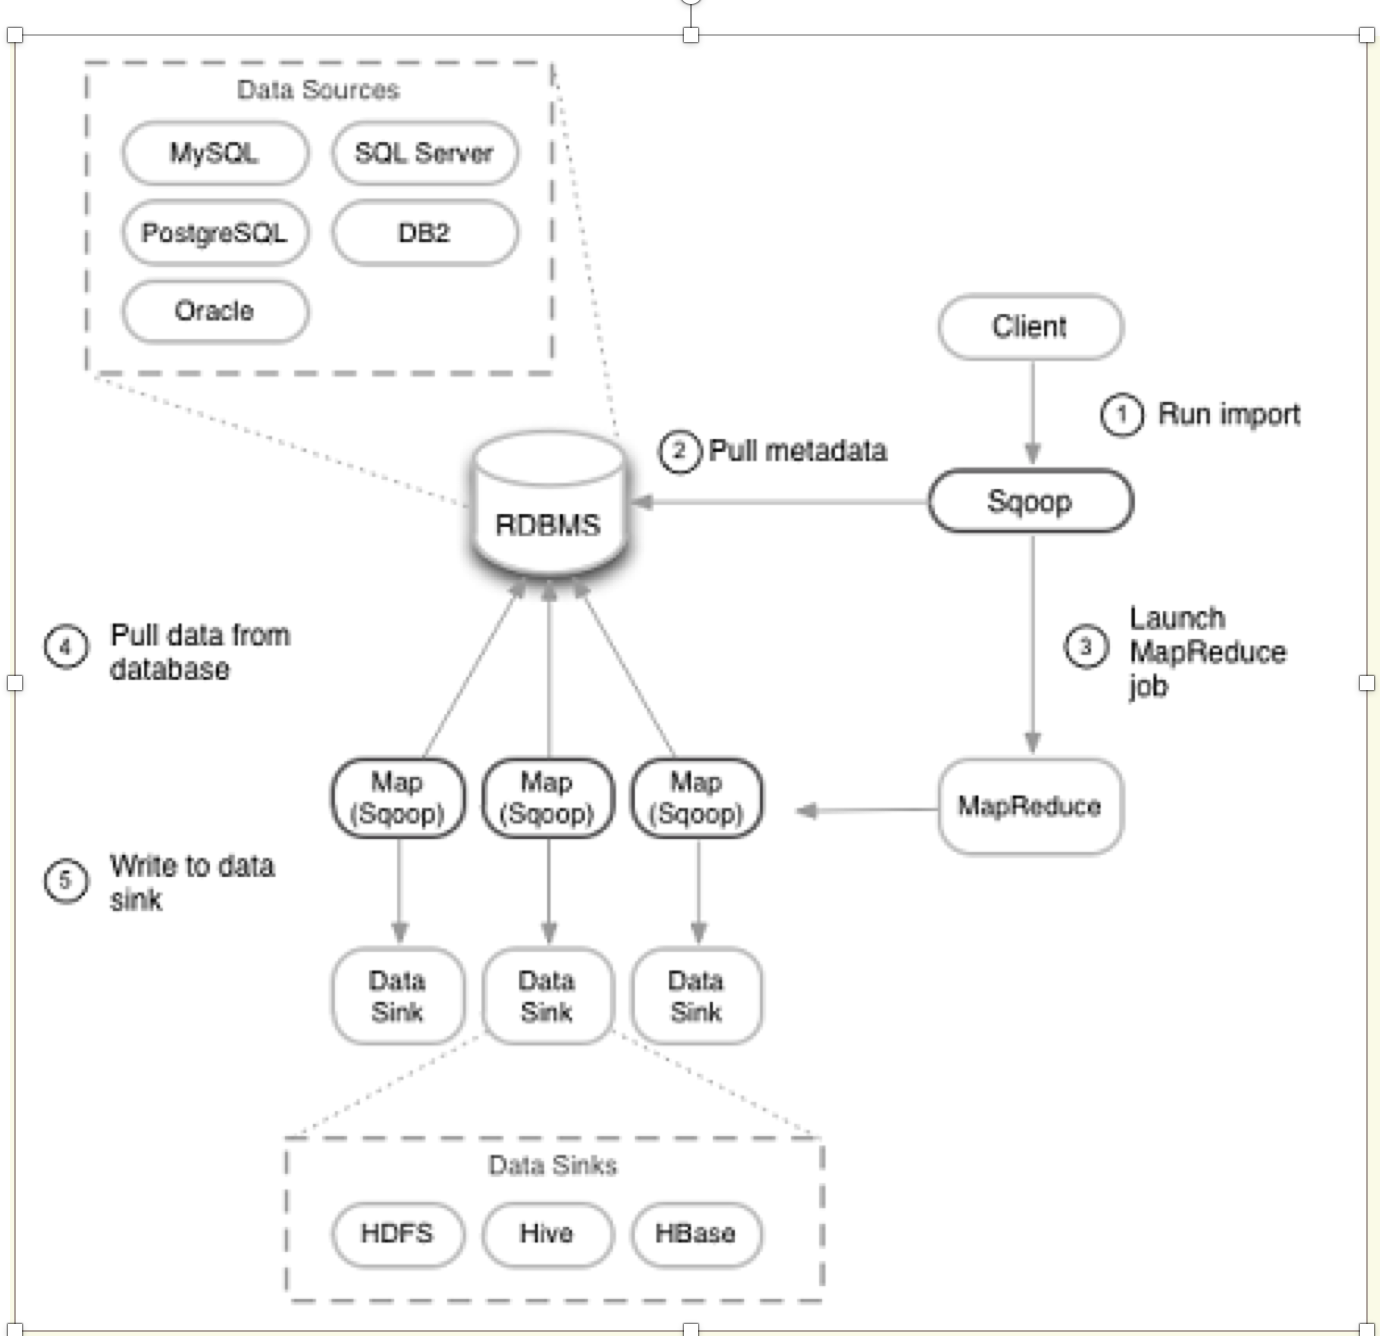 Data Sources
MySQL
SQL Server
PostgreSQL
DB2
Oracle
Client
1
Run import
2
Pull metadata
Sqoop
RDBMS
3
Launch
MapReduce
job
4
Pull data from
database
Map
(Sqoop)
Map
(Sqoop)
Map
(Sqoop)
MapReduce
5
Write to data
sink
Data
Sink
Data
Sink
Data
Sink
Data Sinks
HDFS
Hive
HBase